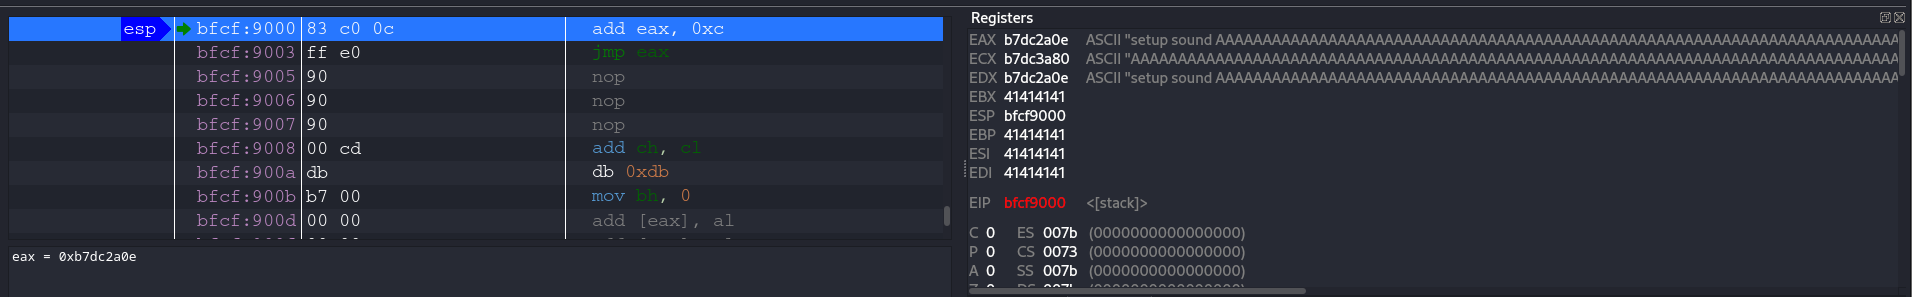 esp bfcf:9000 83 c0 0c add eax, 0xc
bfcf:9003 ff e0 jmp eax
bfcf:9005 90 nop
bfcf:9006 90 nop
bfcf:9007 90 nop
bfcf:9008 00 cd add ch, cl
bfcf:900a db db 0xdb
bfcf:900b b7 00 mov bh, 0
bfcf:900d 00 00 add [eax], al
eax = 0xb7dc2a0e
Registers
EAX b7dc2a0e ASCII "setup sound AAAAAAAAAAAAAAAAAAAAAAAAAAAAAAAAAAAAAAAAAAAAAAAAAAAAAAAAAAAAAAAAAAAAAAAAA
ECX b7dc3a80 ASCII "AAAAAAAAAAAAAAAAAAAAAAAAAAAAAAAAAAAAAAAAAAAAAAAAAAAAAAAAAAAAAAAAAAAAAAAAAAAAAAAAAA
EDX b7dc2a0e ASCII "setup sound AAAAAAAAAAAAAAAAAAAAAAAAAAAAAAAAAAAAAAAAAAAAAAAAAAAAAAAAAAAAAAAAAAAAAAAAA
EBX 41414141
ESP bfcf9000
EBP 41414141
ESI 41414141
EDI 41414141
EIP bfcf9000 <[stack]>
C 0 ES 007b (0000000000000000)
P 0 CS 0073 (0000000000000000)
A 0 SS 007b (0000000000000000)